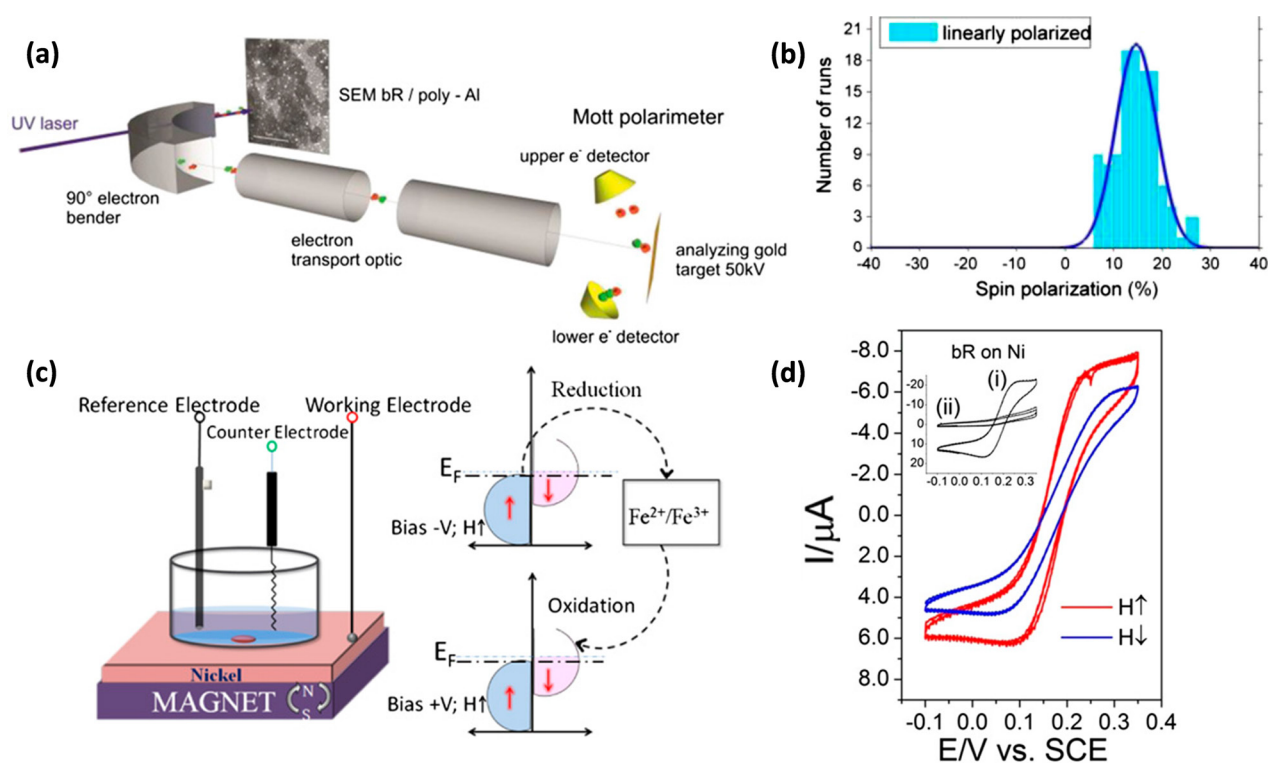 (a)
SEM bR / poly - Al
UV laser
90° electron
bender
electron
transport optic
Mott polarimeter
upper e- detector
analyzing gold
target 50kV
lower e- detector
(b)
linearly polarized
Number of runs
21
18
15
12
9
6
3
0
-40 -30 -20 -10 0 10 20 30 40
Spin polarization (%)
(c)
Reference Electrode
Working Electrode
Counter Electrode
Nickel
MAGNET
N
S
Reduction
EF
Bias -V; H↑
Fe2+/Fe3+
Oxidation
EF
Bias +V; H↑
(d)
bR on Ni
(i)
(ii)
-20
-10
0
10
20
-0.1 0.0 0.1 0.2 0.3
I/μA
-8.0
-6.0
-4.0
-2.0
0.0
2.0
4.0
6.0
8.0
H↑
H↓
-0.1 0.0 0.1 0.2 0.3 0.4
E/V vs. SCE